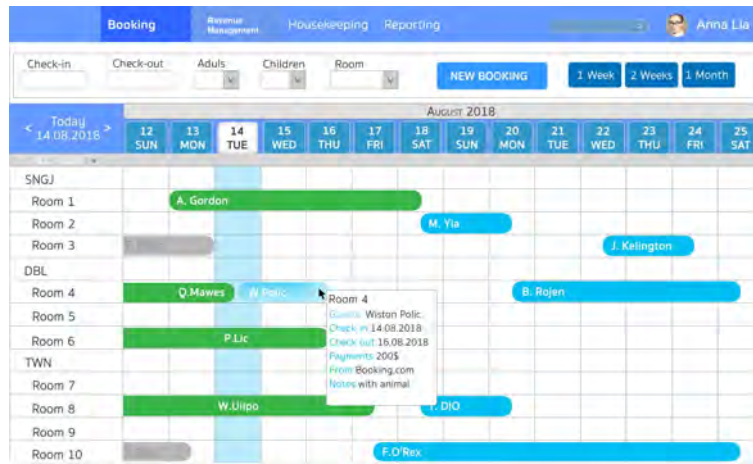 Booking
Revenue Management
Housekeeping
Reporting
Anna Lia
Check-in
Check-out
Aduls
Children
Room
NEW BOOKING
1 Week
2 Weeks
1 Month
< Today >
14.08.2018
August 2018
12 SUN
13 MON
14 TUE
15 WED
16 THU
17 FRI
18 SAT
19 SUN
20 MON
21 TUE
22 WED
23 THU
24 FRI
25 SAT
SNGJ
Room 1
A. Gordon
Room 2
M. Yia
Room 3
J. Kelington
DBL
Room 4
Q.Mawes
W.Polic
B. Rojen
Room 4
Guests: Wiston Polic
Check in 14.08.2018
Check out 16.08.2018
Payments 200$
From Booking.com
Notes with animal
Room 5
Room 6
P.Lic
TWN
Room 7
Room 8
W.Uilpo
DIO
Room 9
Room 10
F.O'Rex